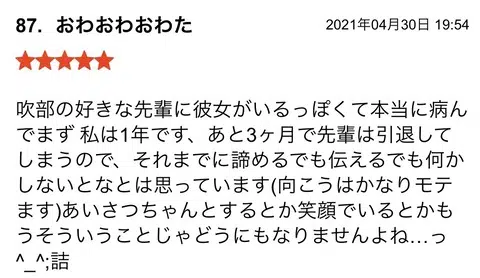 87. おわおわおわた
2021年04月30日 19:54
★★★★★
吹部の好きな先輩に彼女がいるっぽくて本当に病ん
でまず 私は1年です、あと3ヶ月で先輩は引退して
しまうので、それまでに諦めるでも伝えるでも何か
しないとなとは思っています(向こうはかなりモテ
ます)あいさつちゃんとするとか笑顔でいるとかも
うそういうことじゃどうにもなりませんよね…っ
^_^;詰